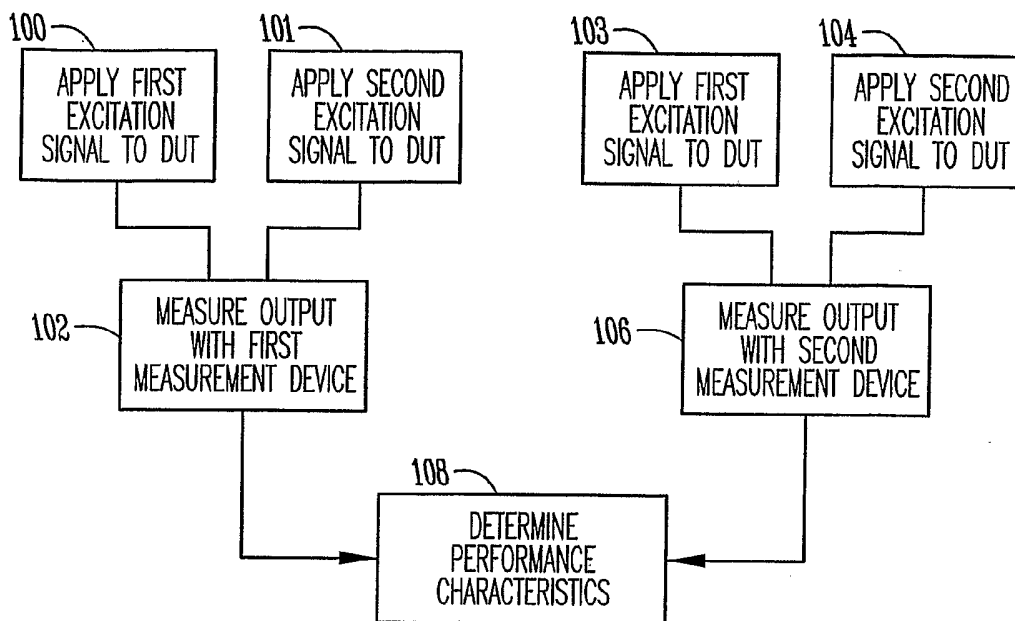 100
APPLY FIRST
EXCITATION
SIGNAL TO DUT
101
APPLY SECOND
EXCITATION
SIGNAL TO DUT
103
APPLY FIRST
EXCITATION
SIGNAL TO DUT
104
APPLY SECOND
EXCITATION
SIGNAL TO DUT
102
MEASURE OUTPUT
WITH FIRST
MEASUREMENT DEVICE
106
MEASURE OUTPUT
WITH SECOND
MEASUREMENT DEVICE
108
DETERMINE
PERFORMANCE
CHARACTERISTICS